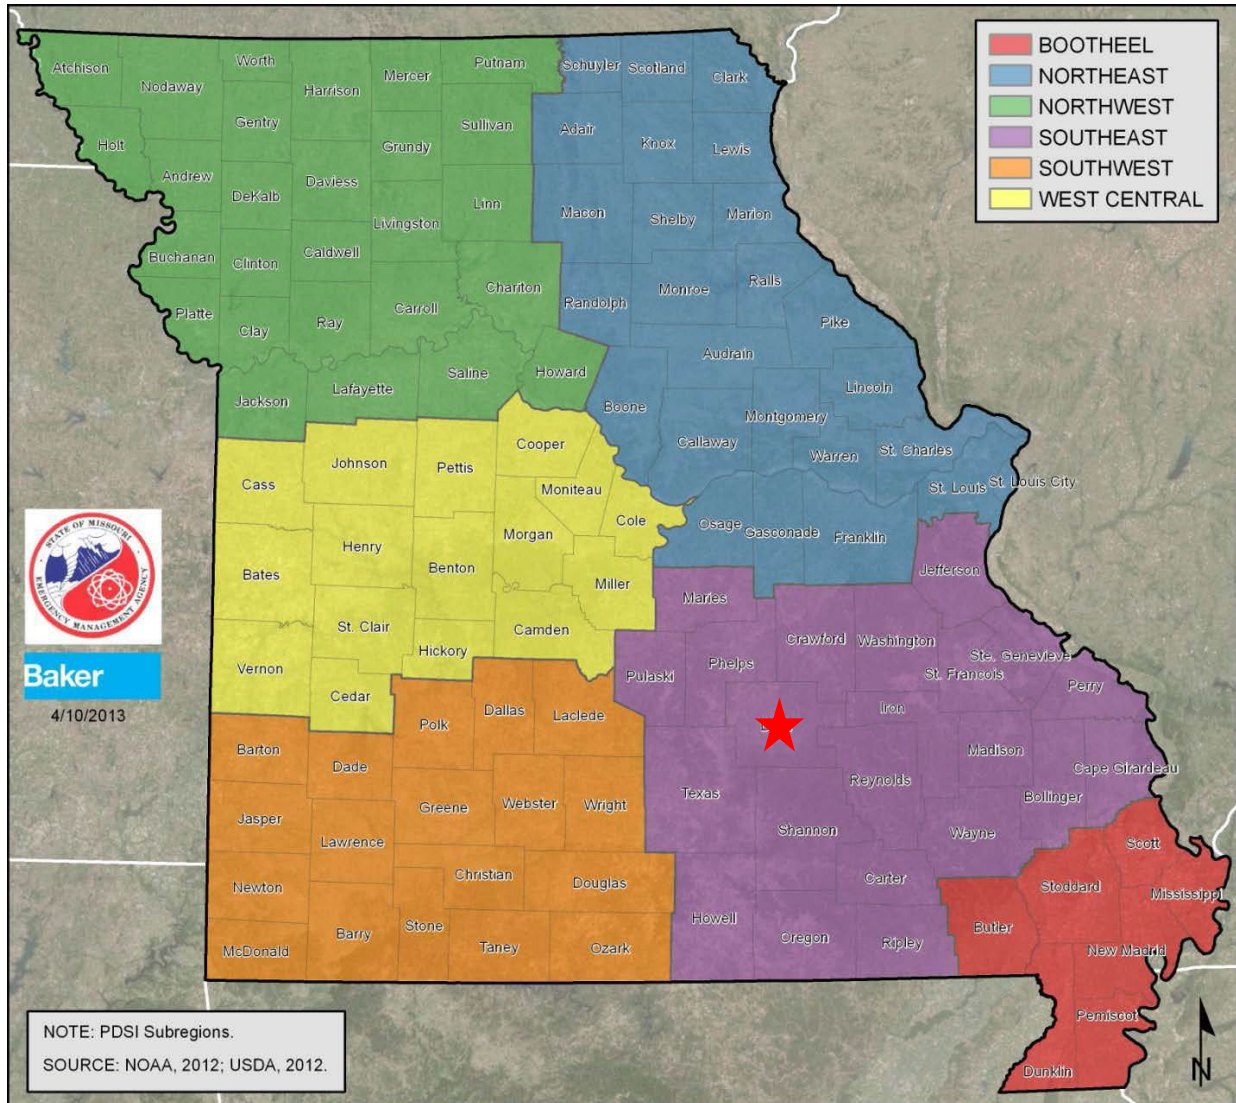 BOOTHEEL
NORTHEAST
NORTHWEST
SOUTHEAST
SOUTHWEST
WEST CENTRAL
Atchison
Nodaway
Worth
Harrison
Mercer
Putnam
Schuyler
Scotland
Clark
Holt
Gentry
Sullivan
Grundy
Adair
Knox
Lewis
Andrew
DeKalb
Daviess
Livingston
Linn
Macon
Shelby
Marion
Buchanan
Clinton
Caldwell
Chariton
Randolph
Monroe
Ralls
Platte
Clay
Ray
Carroll
Pike
Audrain
Jackson
Lafayette
Saline
Howard
Boone
Lincoln
Montgomery
Callaway
Warren
St. Charles
St. Louis
St. Louis City
Cass
Johnson
Pettis
Cooper
Moniteau
Cole
Osage
Gasconade
Franklin
Bates
Henry
Benton
Morgan
Miller
Jefferson
Maries
Vernon
St. Clair
Hickory
Camden
Cedar
Pulaski
Phelps
Crawford
Washington
Ste. Genevieve
St. Francois
Perry
Iron
Polk
Dallas
Laclede
Barton
Dade
Greene
Webster
Wright
Texas
Reynolds
Madison
Cape Girardeau
Bollinger
Jasper
Lawrence
Shannon
Wayne
Scott
Newton
Christian
Douglas
Carter
Stoddard
Mississippi
McDonald
Barry
Stone
Taney
Ozark
Howell
Oregon
Ripley
Butler
New Madrid
Pemiscot
Dunklin
STATE OF MISSOURI
EMERGENCY MANAGEMENT AGENCY
Baker
4/10/2013
NOTE: PDSI Subregions.
SOURCE: NOAA, 2012; USDA, 2012.
N